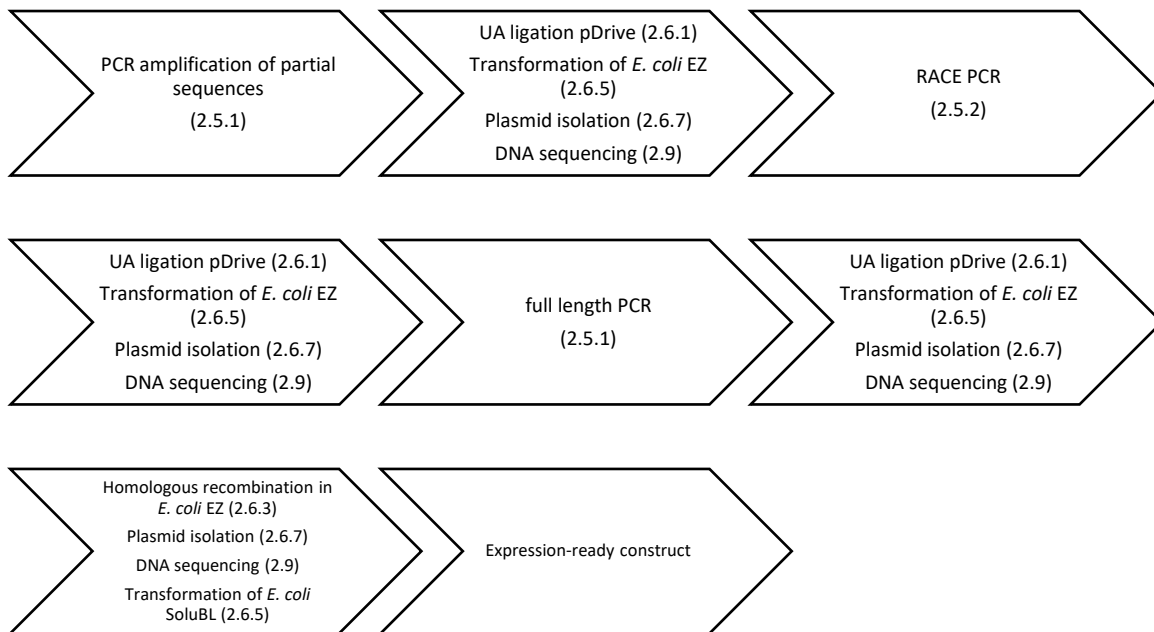 PCR amplification of partial
sequences
(2.5.1)
UA ligation pDrive (2.6.1)
Transformation of E. coli EZ
(2.6.5)
Plasmid isolation (2.6.7)
DNA sequencing (2.9)
RACE PCR
(2.5.2)
UA ligation pDrive (2.6.1)
Transformation of E. coli EZ
(2.6.5)
Plasmid isolation (2.6.7)
DNA sequencing (2.9)
full length PCR
(2.5.1)
UA ligation pDrive (2.6.1)
Transformation of E. coli EZ
(2.6.5)
Plasmid isolation (2.6.7)
DNA sequencing (2.9)
Homologous recombination in
E. coli EZ (2.6.3)
Plasmid isolation (2.6.7)
DNA sequencing (2.9)
Transformation of E. coli
SoluBL (2.6.5)
Expression-ready construct